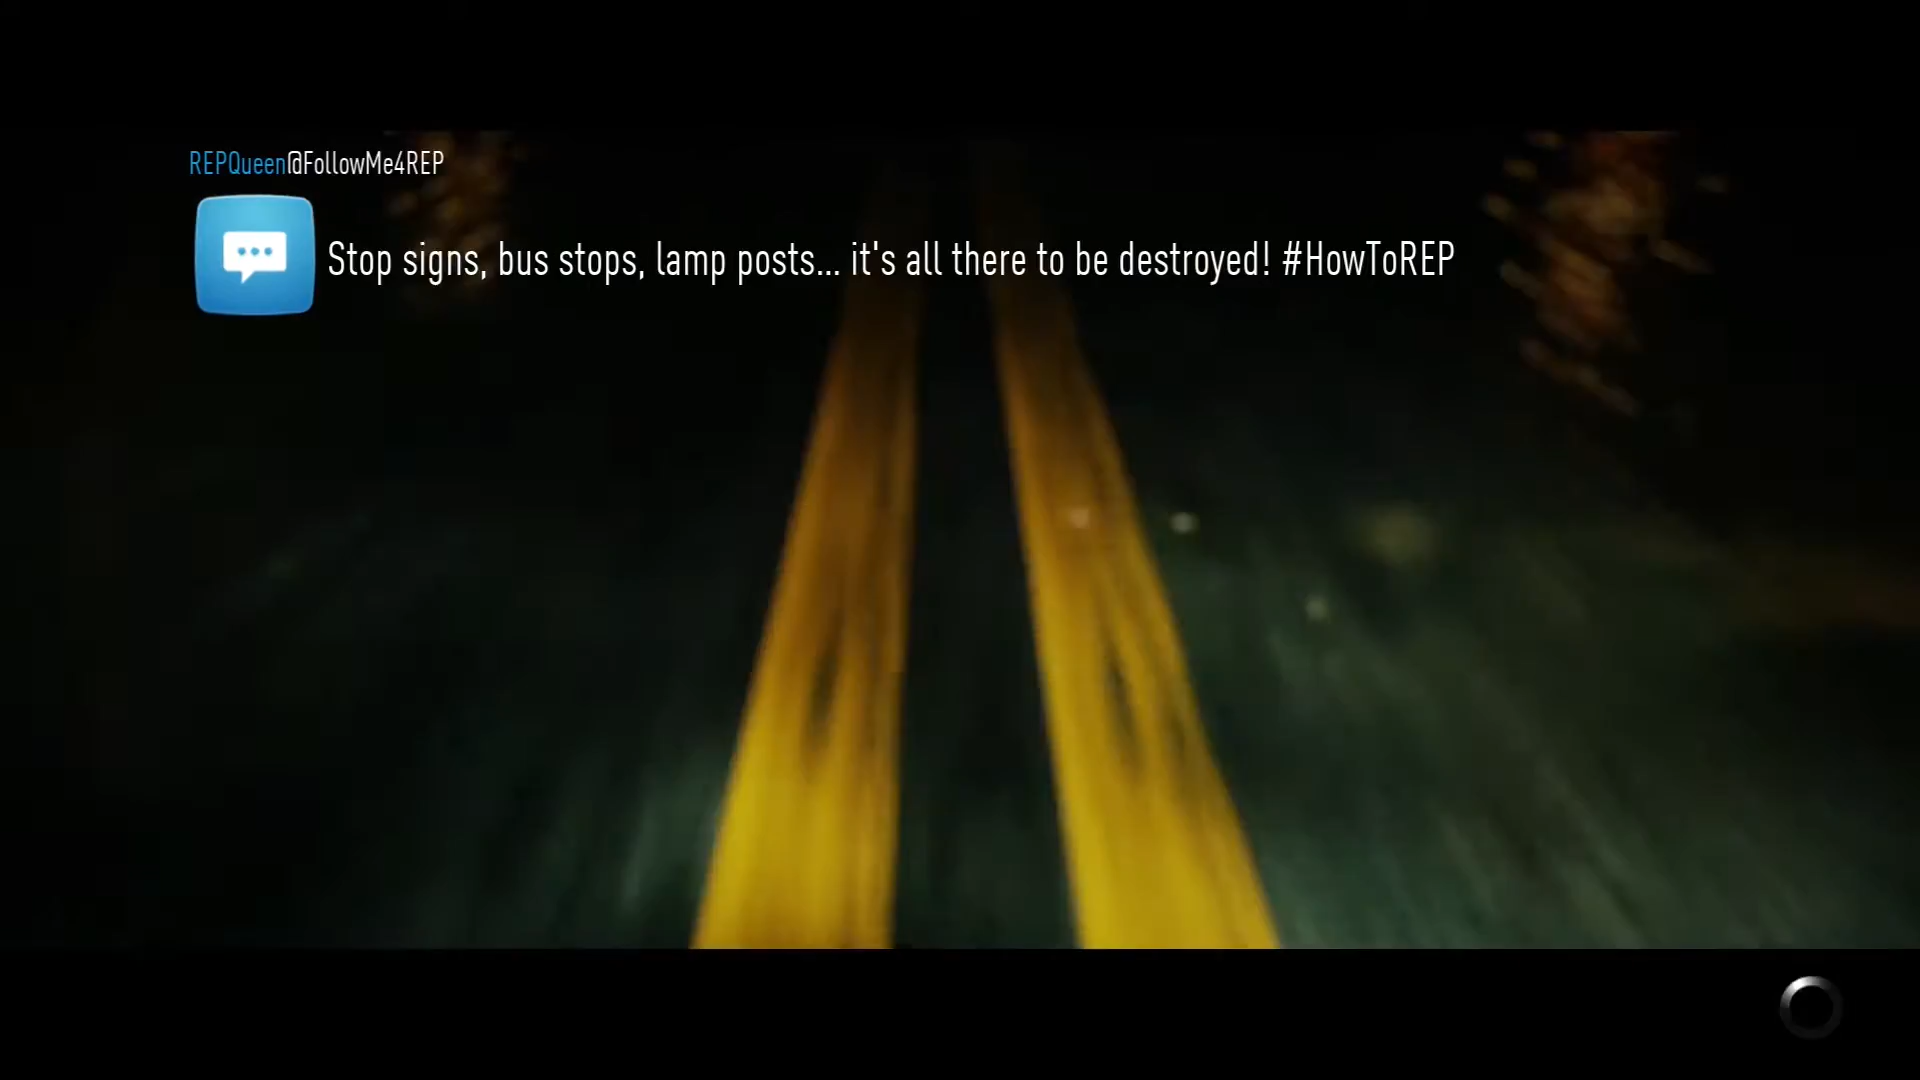 REPQueen@FollowMe4REP
Stop signs, bus stops, lamp posts... it's all there to be destroyed! #HowToREP